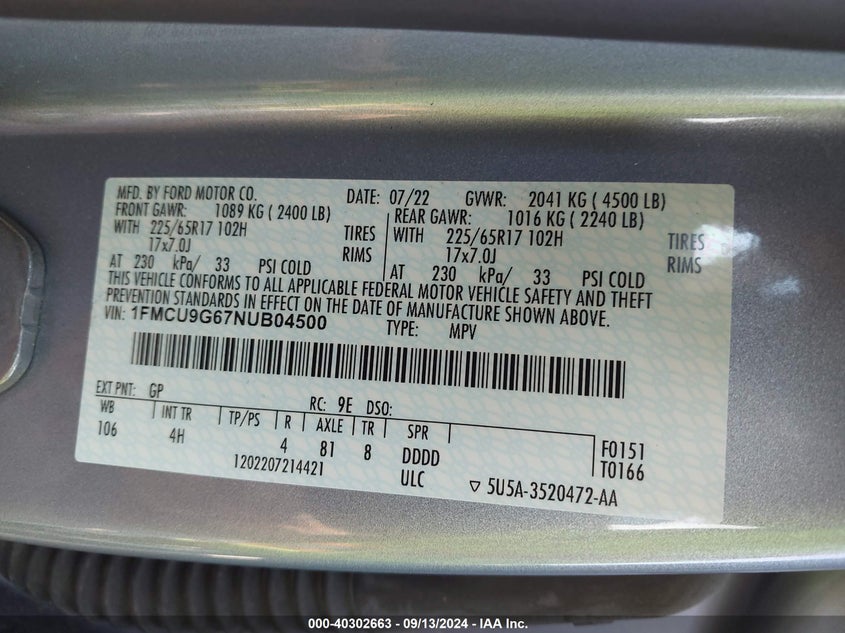 MFD. BY FORD MOTOR CO. DATE: 07/22 GVWR: 2041 KG ( 4500 LB)
FRONT GAWR: 1089 KG ( 2400 LB) REAR GAWR: 1016 KG ( 2240 LB)
WITH 225/65R17 102H TIRES WITH 225/65R17 102H TIRES
17x7.0J RIMS 17x7.0J RIMS
AT 230 kPa/ 33 PSI COLD AT 230 kPa/ 33 PSI COLD
THIS VEHICLE CONFORMS TO ALL APPLICABLE FEDERAL MOTOR VEHICLE SAFETY AND THEFT
PREVENTION STANDARDS IN EFFECT ON THE DATE OF MANUFACTURE SHOWN ABOVE.
VIN: 1FMCU9G67NUB04500 TYPE: MPV
EXT PNT: GP RC: 9E DSO:
WB INT TR TP/PS R AXLE TR SPR
106 4H 4 81 8 DDDD
F0151
T0166
1202207214421 ULC ▽ 5U5A-3520472-AA
000-40302663 - 09/13/2024 - IAA Inc.